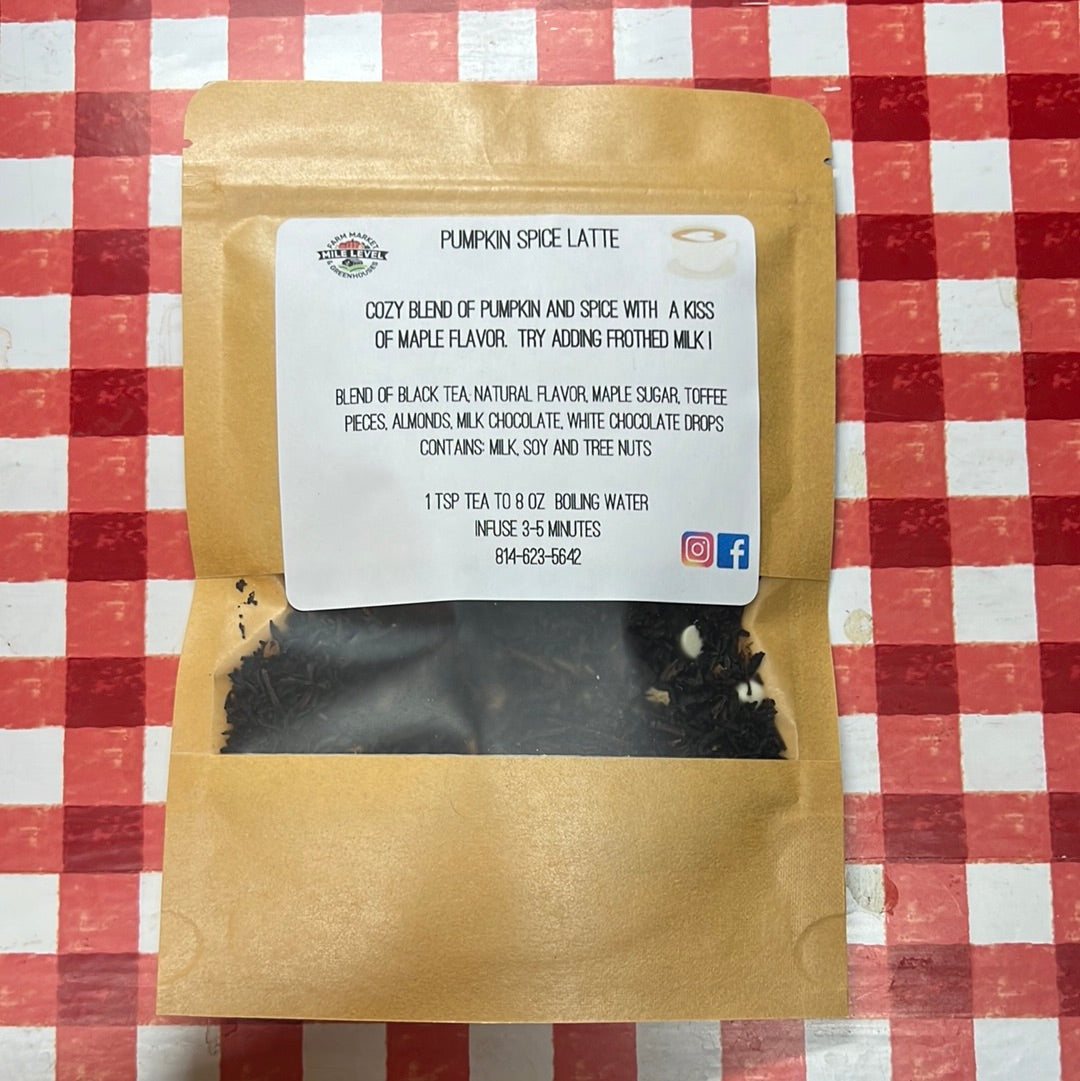 FARM MARKET
MILE LEVEL
& GREENHOUSES
PUMPKIN SPICE LATTE
COZY BLEND OF PUMPKIN AND SPICE WITH A KISS
OF MAPLE FLAVOR. TRY ADDING FROTHED MILK!
BLEND OF BLACK TEA, NATURAL FLAVOR, MAPLE SUGAR, TOFFEE
PIECES, ALMONDS, MILK CHOCOLATE, WHITE CHOCOLATE DROPS
CONTAINS: MILK, SOY AND TREE NUTS
1 TSP TEA TO 8 OZ BOILING WATER
INFUSE 3-5 MINUTES
814-623-5642